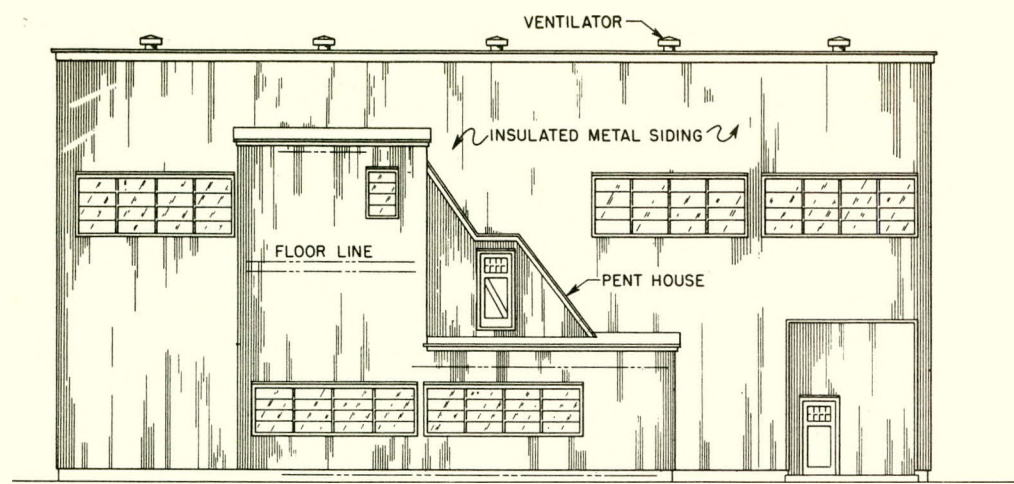 VENTILATOR
INSULATED METAL SIDING
FLOOR LINE
PENT HOUSE